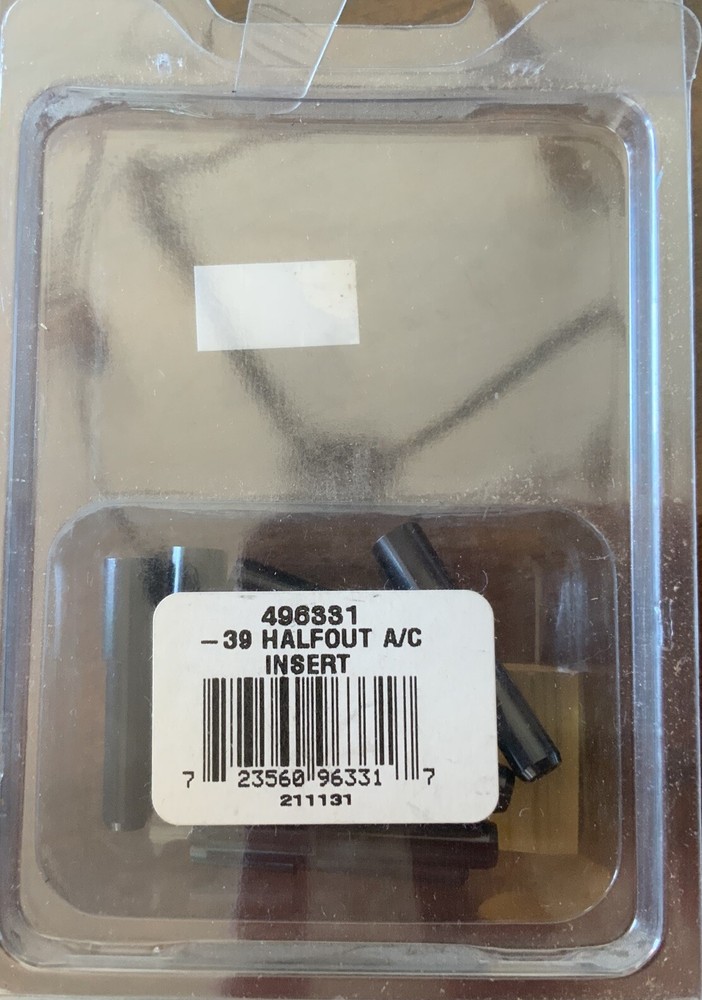 496331
-39 HALFOUT A/C
INSERT
7 23560 96331 7
211131